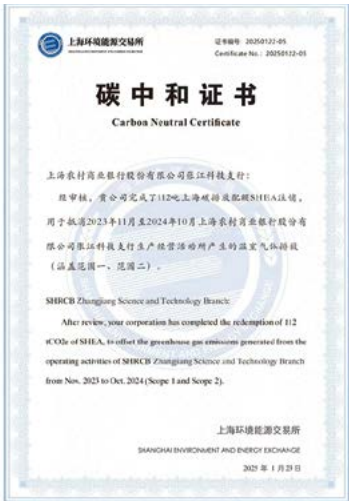 上海环境能源交易所
SHANGHAI ENVIRONMENT AND ENERGY EXCHANGE
证书编号: 20250122-05
Certificate No.: 20250122-05
碳中和证书
Carbon Neutral Certificate
上海农村商业银行股份有限公司张江科技支行:
经审核,贵公司完成了112吨上海碳排放配额SHEA注销,
用于抵消2023年11月至2024年10月上海农村商业银行股份有
限公司张江科技支行生产经营活动所产生的温室气体排放
(涵盖范围一、范围二)。
SHRCB Zhangjiang Science and Technology Branch:
After review, your corporation has completed the redemption of 112
tCO2e of SHEA, to offset the greenhouse gas emissions generated from the
operating activities of SHRCB Zhangjiang Science and Technology Branch
from Nov. 2023 to Oct. 2024 (Scope 1 and Scope 2).
上海环境能源交易所
SHANGHAI ENVIRONMENT AND ENERGY EXCHANGE
2025 年 1 月 23 日